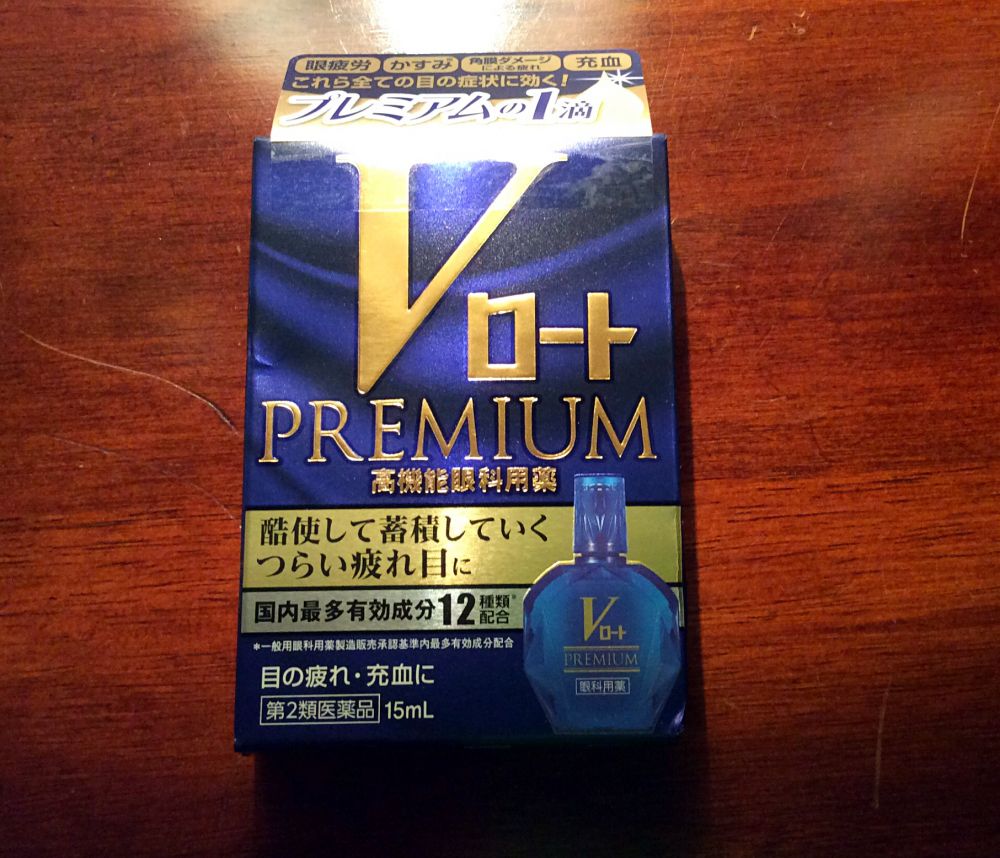 眼疲労 かすみ 角膜ダメージによる疲れ 充血
これら全ての目の症状に効く!
プレミアムの1滴
Vロート
PREMIUM
高機能眼科用薬
酷使して蓄積していく
つらい疲れ目に
国内最多有効成分12種類*配合
*一般用眼科用薬製造販売承認基準内最多有効成分配合
目の疲れ・充血に
第2類医薬品 15mL
Vロート
PREMIUM
眼科用薬